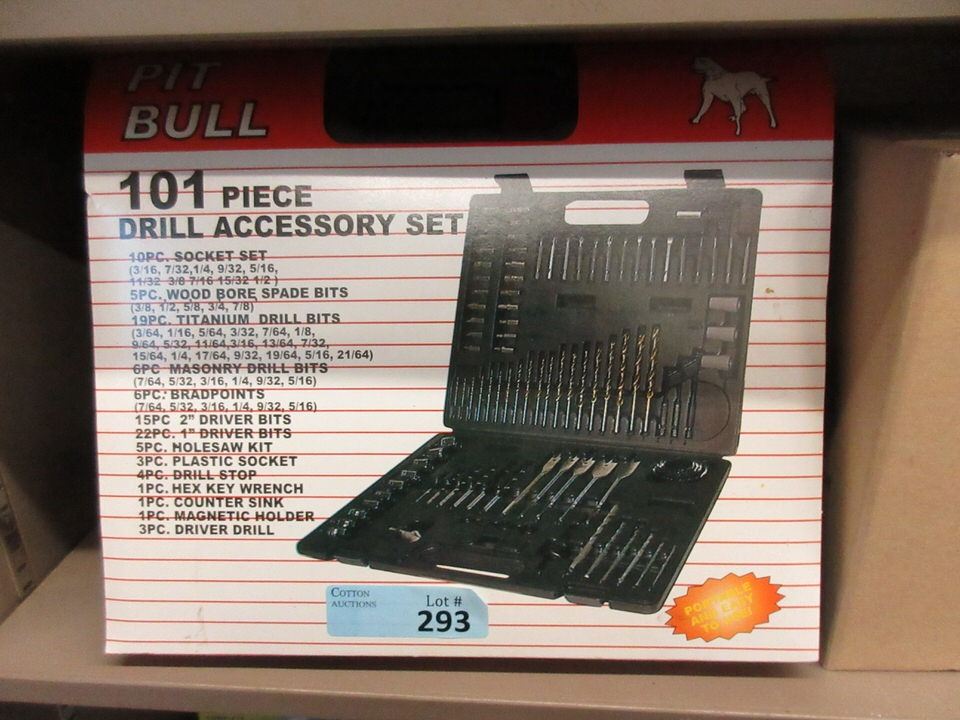 PIT
BULL
101 PIECE
DRILL ACCESSORY SET
10PC. SOCKET SET
(3/16, 7/32,1/4, 9/32, 5/16,
11/32 3/8 7/16 15/32 1/2 )
5PC. WOOD BORE SPADE BITS
(3/8, 1/2, 5/8, 3/4, 7/8)
19PC. TITANIUM DRILL BITS
(3/64, 1/16, 5/64, 3/32, 7/64, 1/8,
9/64, 5/32, 11/64,3/16, 13/64, 7/32,
15/64, 1/4, 17/64, 9/32, 19/64, 5/16, 21/64)
6PC MASONRY DRILL BITS
(7/64, 5/32, 3/16, 1/4, 9/32, 5/16)
6PC. BRADPOINTS
(7/64, 5/32, 3/16, 1/4, 9/32, 5/16)
15PC 2" DRIVER BITS
22PC. 1" DRIVER BITS
5PC. HOLESAW KIT
3PC. PLASTIC SOCKET
4PC. DRILL STOP
1PC. HEX KEY WRENCH
1PC. COUNTER SINK
1PC. MAGNETIC HOLDER
3PC. DRIVER DRILL
COTTON
AUCTIONS
Lot #
293
PORTABLE
AND EASY
TO USE!